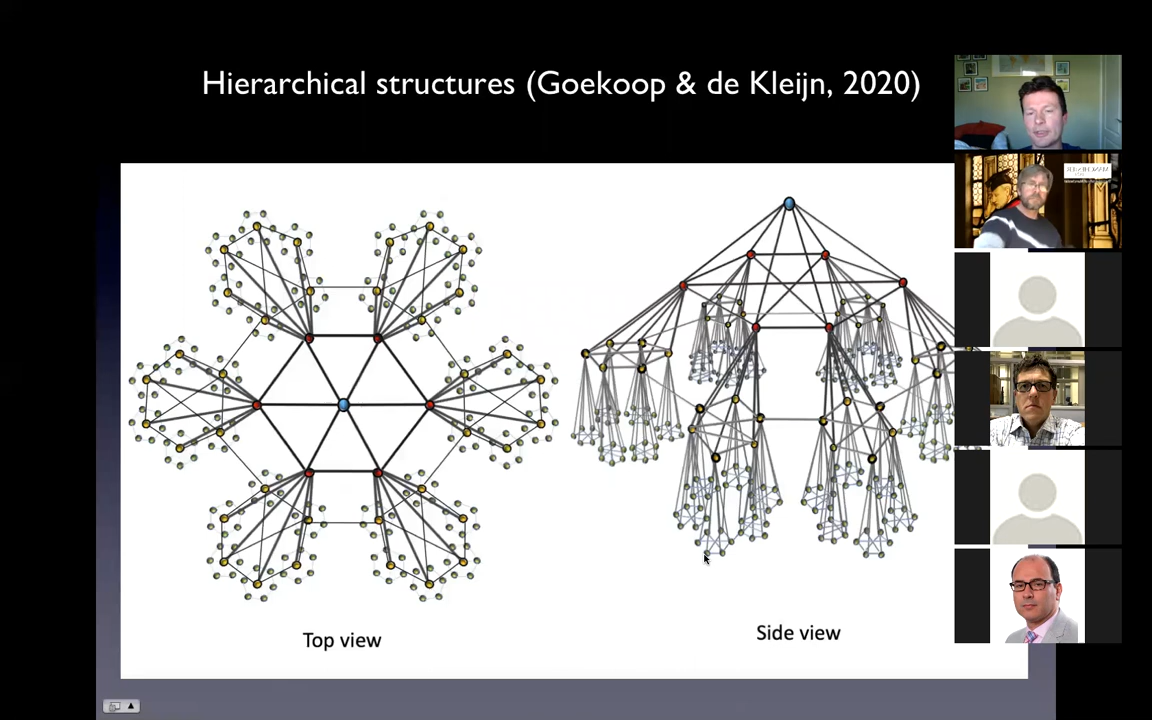 Hierarchical structures (Goekoop & de Kleijn, 2020)
Top view
Side view